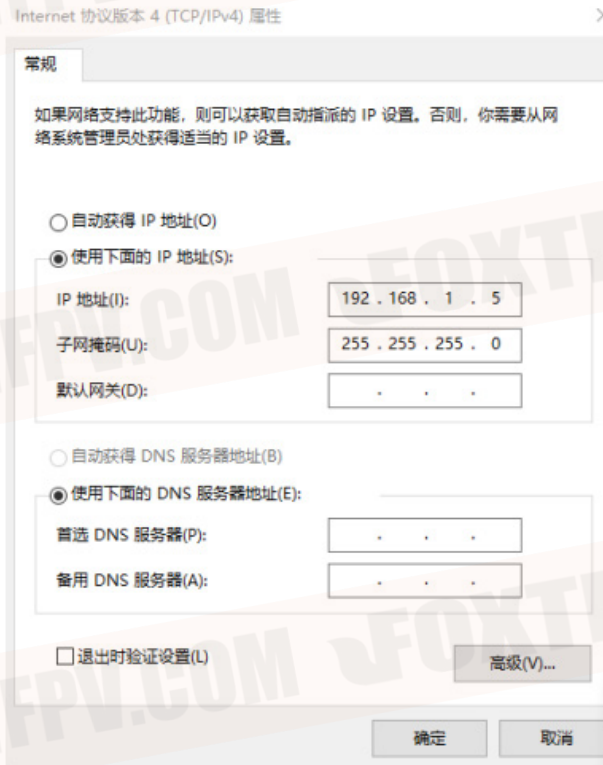 Internet 协议版本 4 (TCP/IPv4) 属性
常规
如果网络支持此功能，则可以获取自动指派的 IP 设置。否则，你需要从网
络系统管理员处获得适当的 IP 设置。
自动获得 IP 地址(O)
使用下面的 IP 地址(S):
IP 地址(I):
192 . 168 . 1 . 5
子网掩码(U):
255 . 255 . 255 . 0
默认网关(D):
. . .
自动获得 DNS 服务器地址(B)
使用下面的 DNS 服务器地址(E):
首选 DNS 服务器(P):
. . .
备用 DNS 服务器(A):
. . .
退出时验证设置(L)
高级(V)...
确定
取消